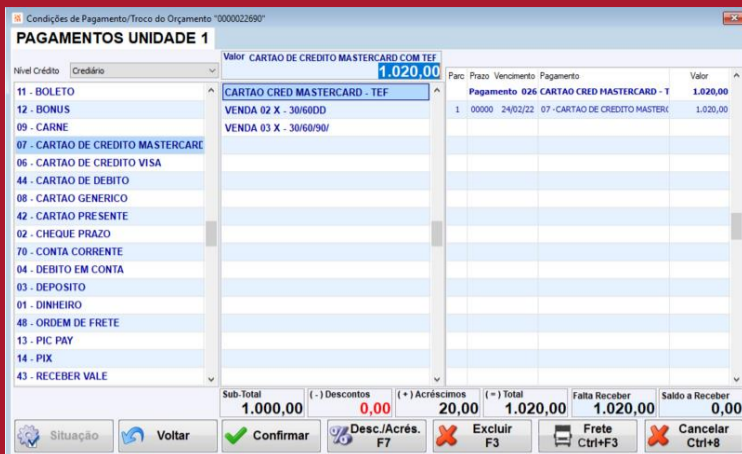 Condições de Pagamento/Troco do Orçamento "0000022690"
PAGAMENTOS UNIDADE 1
Nível Crédito Crediário
Valor CARTAO DE CREDITO MASTERCARD COM TEF
1.020,00
11 - BOLETO
12 - BONUS
09 - CARNE
07 - CARTAO DE CREDITO MASTERCARD
06 - CARTAO DE CREDITO VISA
44 - CARTAO DE DEBITO
08 - CARTAO GENERICO
42 - CARTAO PRESENTE
02 - CHEQUE PRAZO
70 - CONTA CORRENTE
04 - DEBITO EM CONTA
03 - DEPOSITO
01 - DINHEIRO
48 - ORDEM DE FRETE
13 - PIC PAY
14 - PIX
43 - RECEBER VALE
CARTAO CRED MASTERCARD - TEF
VENDA 02 X - 30/60DD
VENDA 03 X - 30/60/90/
Parc Prazo Vencimento Pagamento Valor
Pagamento 026 CARTAO CRED MASTERCARD - T 1.020,00
1 00000 24/02/22 07 -CARTAO DE CREDITO MASTER( 1.020,00
Sub-Total (-) Descontos (+) Acréscimos (=) Total Falta Receber Saldo a Receber
1.000,00 0,00 20,00 1.020,00 1.020,00 0,00
Situação Voltar Confirmar Desc./Acrés. F7 Excluir F3 Frete Ctrl+F3 Cancelar Ctrl+8